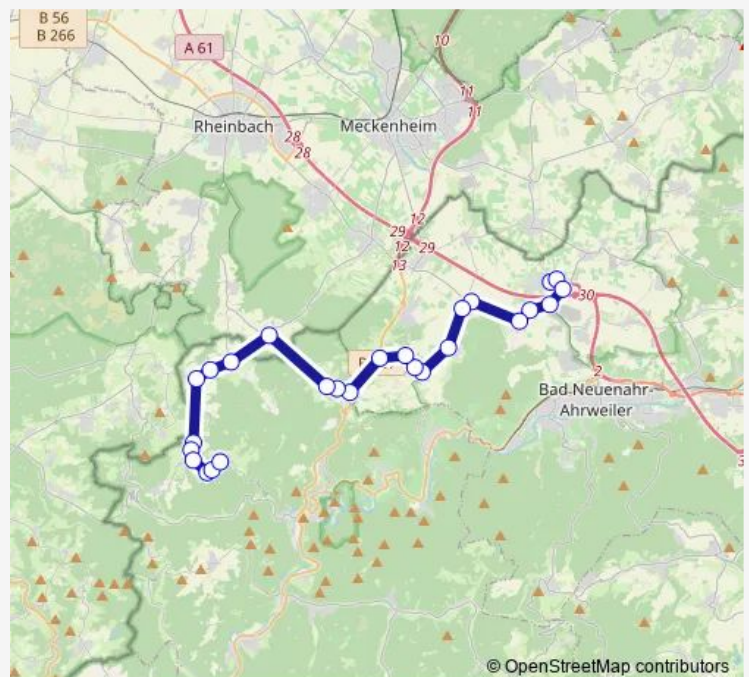 B 56
B 266
A 61
10
11
11
Rheinbach
Meckenheim
28
28
12
29
29
12
13
30
B
2
Bad Neuenahr-
Ahrweiler
© OpenStreetMap contributors